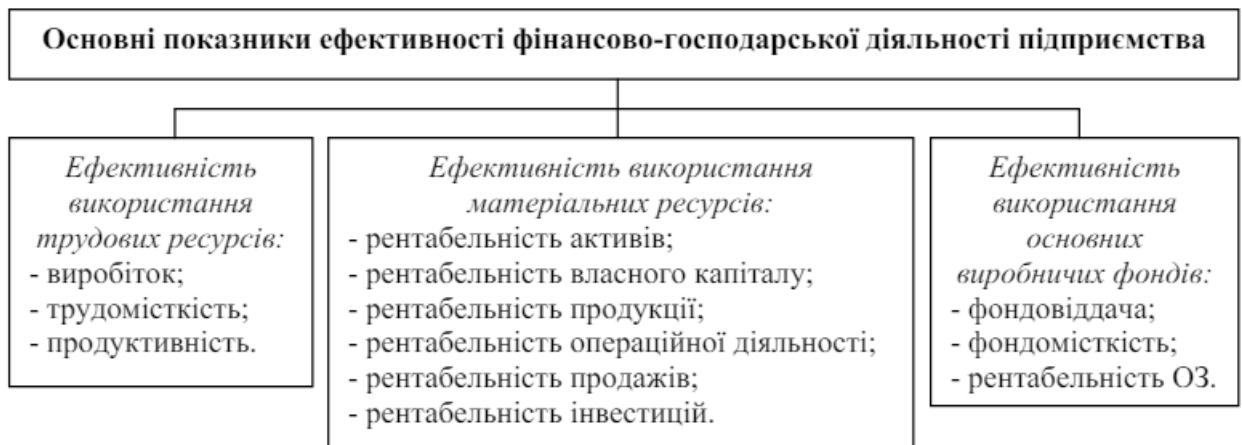 Основні показники ефективності фінансово-господарської діяльності підприємства
Ефективність
використання
трудових ресурсів:
- виробіток;
- трудомісткість;
- продуктивність.
Ефективність використання
матеріальних ресурсів:
- рентабельність активів;
- рентабельність власного капіталу;
- рентабельність продукції;
- рентабельність операційної діяльності;
- рентабельність продажів;
- рентабельність інвестицій.
Ефективність
використання
основних
виробничих фондів:
- фондовіддача;
- фондомісткість;
- рентабельність ОЗ.